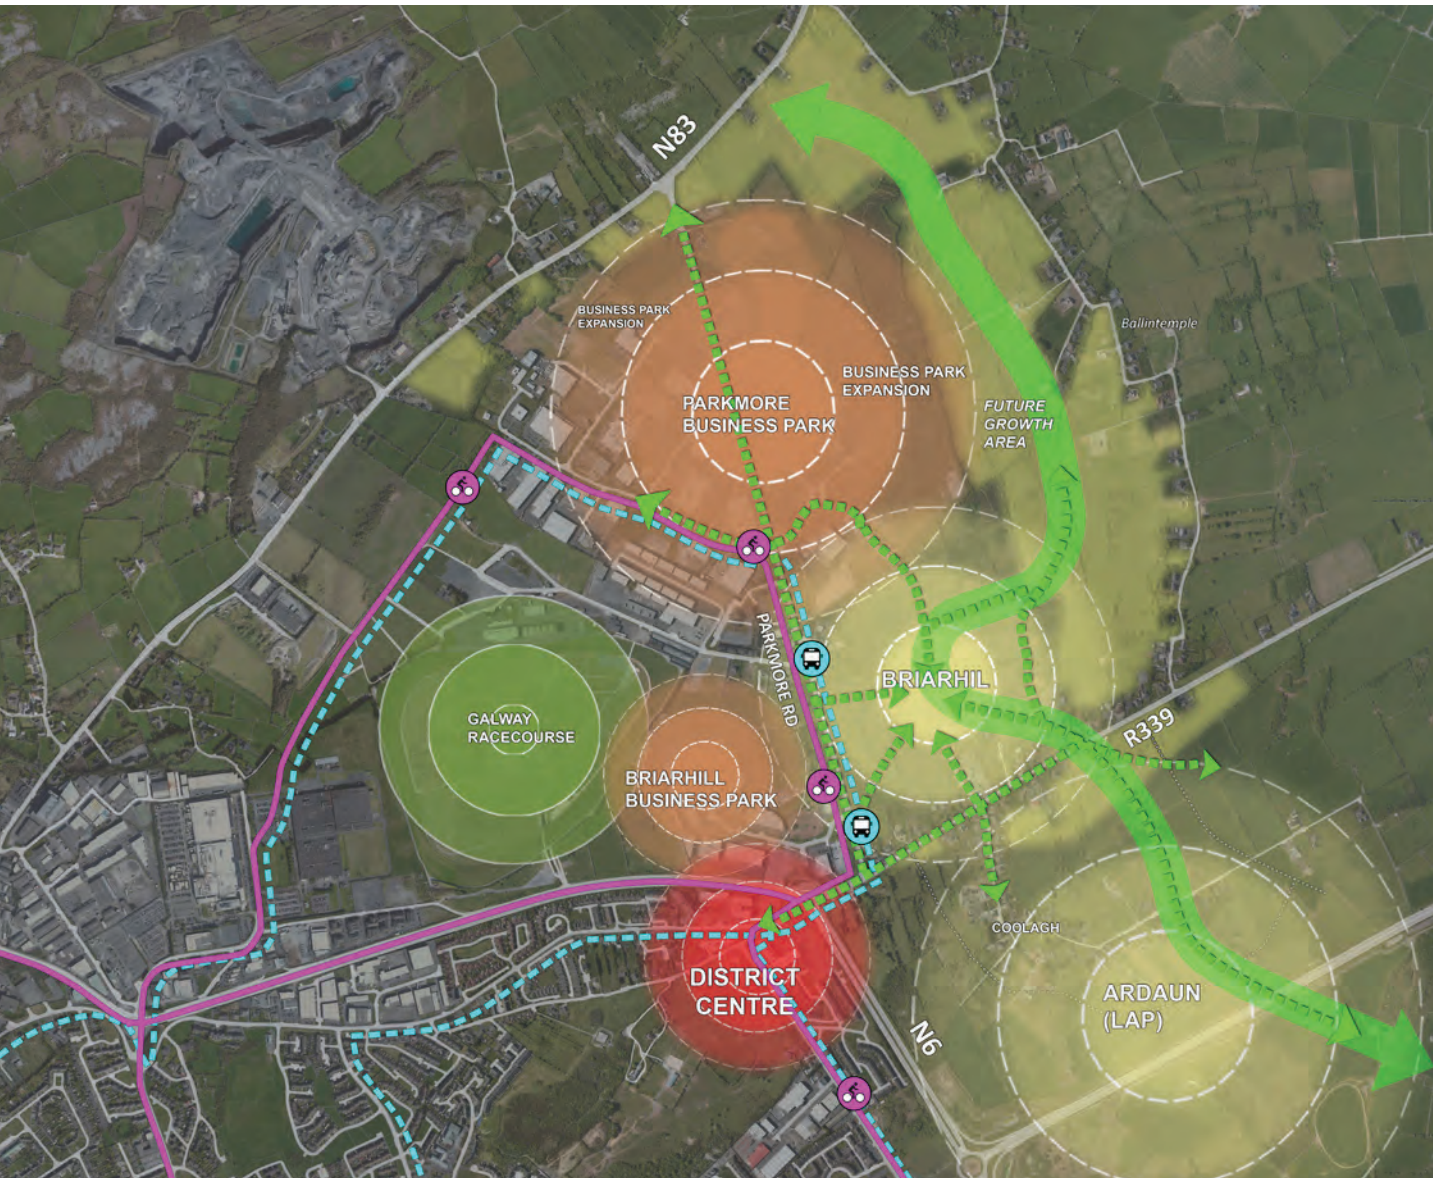 N83
BUSINESS PARK
EXPANSION
Ballintemple
BUSINESS PARK
EXPANSION
PARKMORE
BUSINESS PARK
FUTURE
GROWTH
AREA
PARKMORE RD
BRIARHIL
GALWAY
RACECOURSE
R339
BRIARHILL
BUSINESS PARK
COOLAGH
DISTRICT
CENTRE
ARDAUN
(LAP)
N6